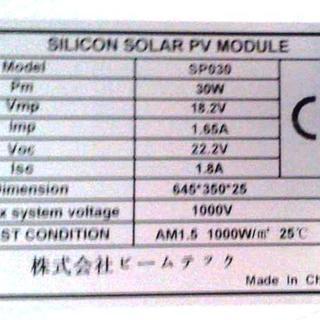 SILICON SOLAR PV MODULE
Model SP030
Pm 30W
Vmp 18.2V
Imp 1.65A
Voc 22.2V
Isc 1.8A
Dimension 645*350*25
x system voltage 1000V
ST CONDITION AM1.5 1000W/㎡ 25℃
株式会社ビームテック
Made In Ch